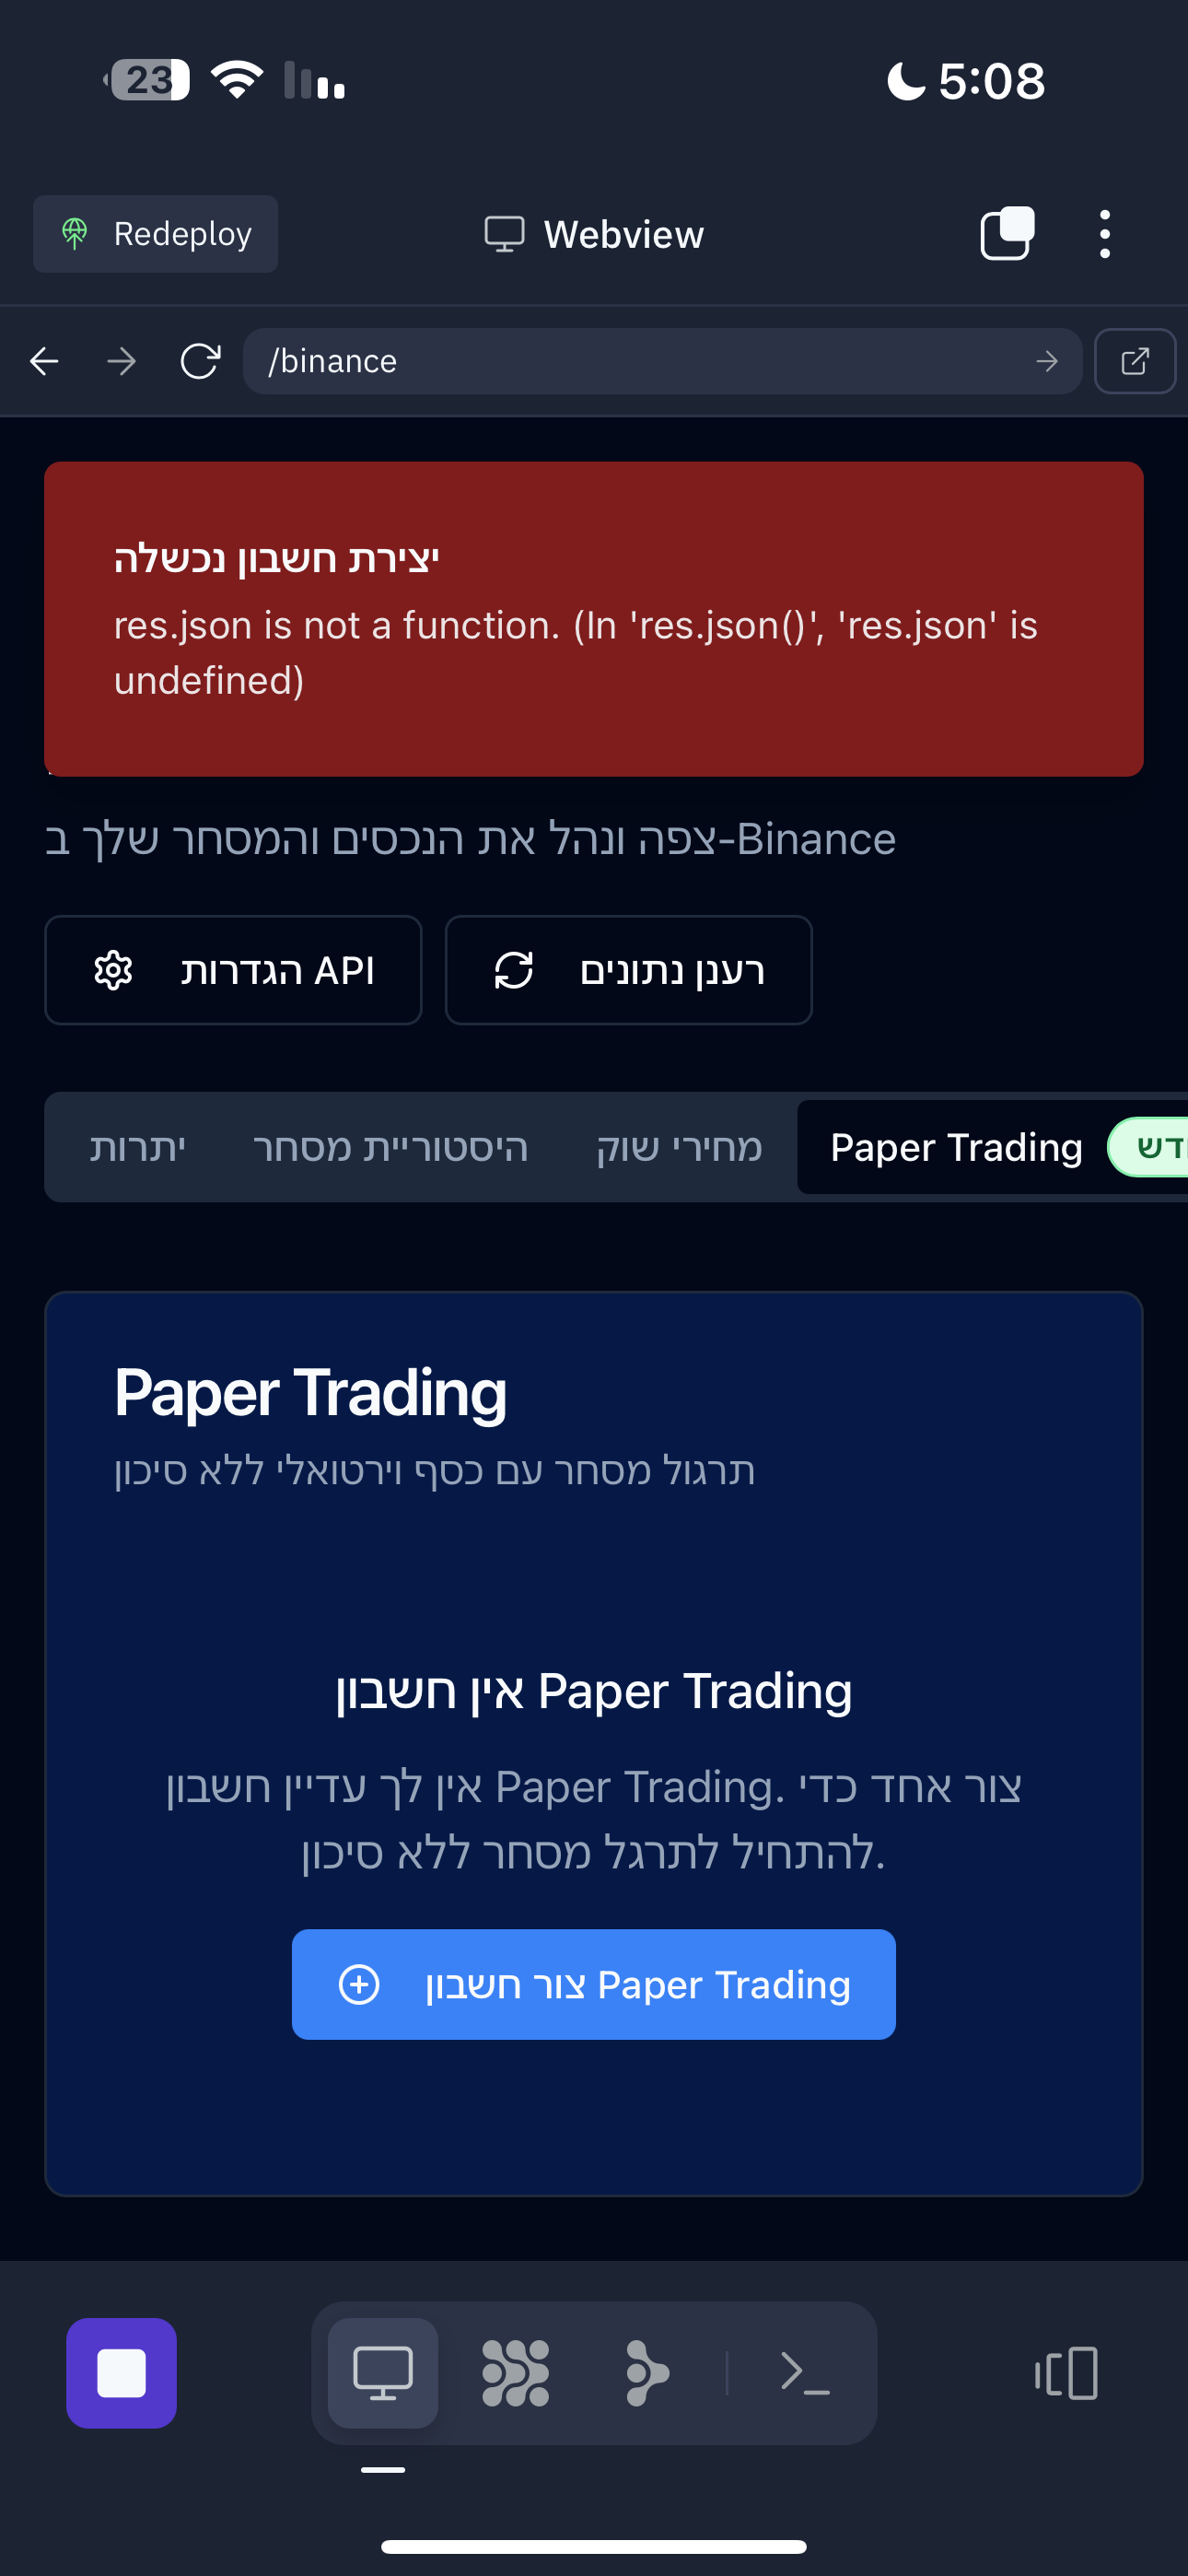 23
5:08
Redeploy
Webview
/binance
יצירת חשבון נכשלה
res.json is not a function. (In 'res.json()', 'res.json' is
undefined)
צפה ונהל את הנכסים והמסחר שלך ב-Binance
הגדרות API
רענן נתונים
יתרות
היסטוריית מסחר
מחירי שוק
Paper Trading
Paper Trading
תרגול מסחר עם כסף וירטואלי ללא סיכון
אין חשבון Paper Trading
אין לך עדיין חשבון Paper Trading. צור אחד כדי
להתחיל לתרגל מסחר ללא סיכון.
צור חשבון Paper Trading